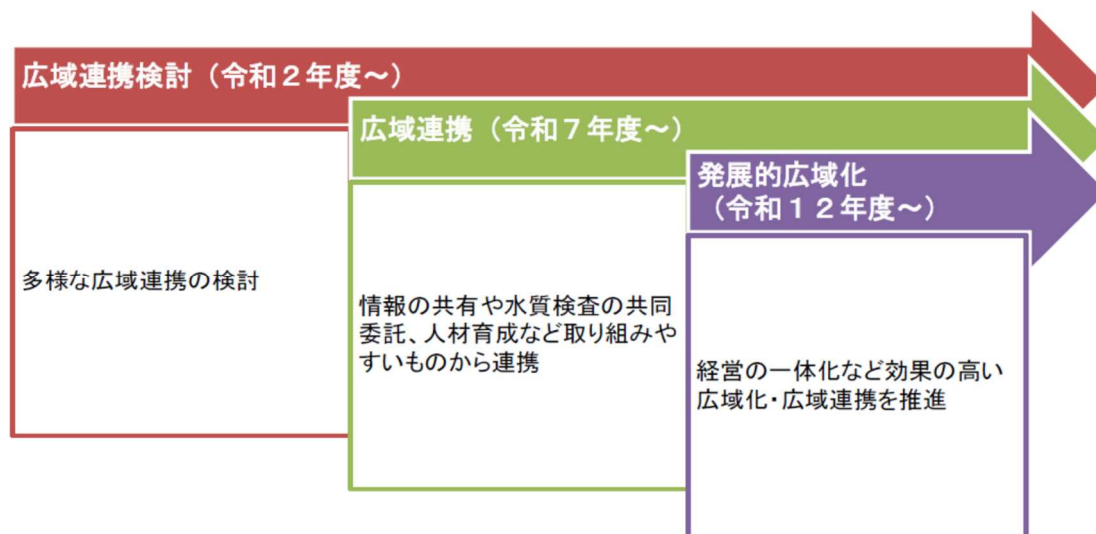 広域連携検討（令和２年度～）
広域連携（令和７年度～）
発展的広域化
（令和１２年度～）
多様な広域連携の検討
情報の共有や水質検査の共同
委託、人材育成など取り組みや
すいものから連携
経営の一体化など効果の高い
広域化・広域連携を推進